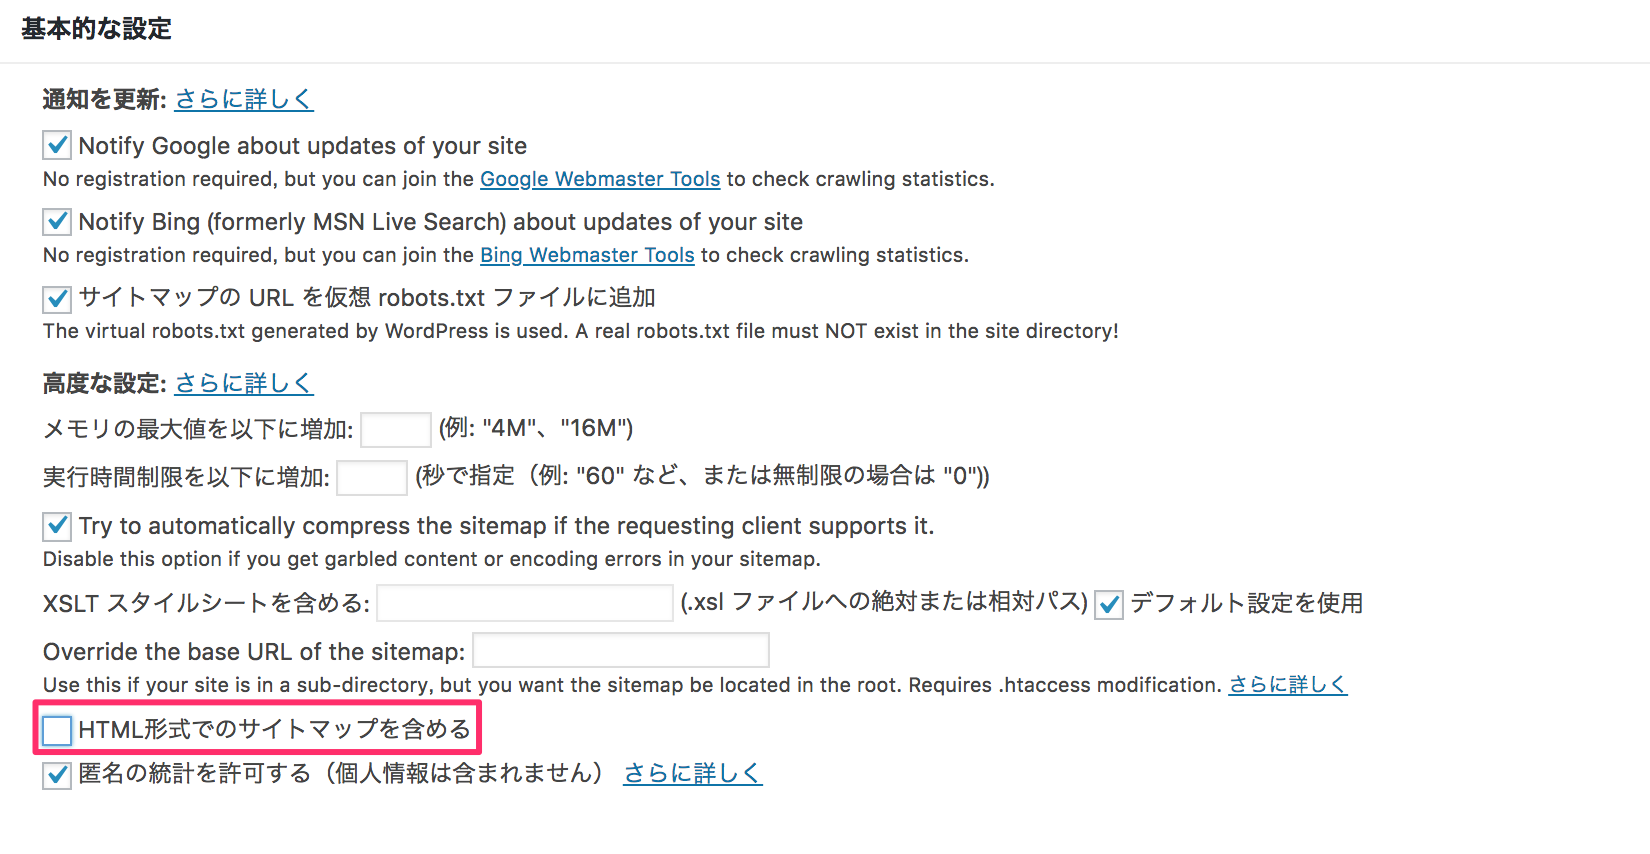 基本的な設定
通知を更新: さらに詳しく
Notify Google about updates of your site
No registration required, but you can join the Google Webmaster Tools to check crawling statistics.
Notify Bing (formerly MSN Live Search) about updates of your site
No registration required, but you can join the Bing Webmaster Tools to check crawling statistics.
サイトマップの URL を仮想 robots.txt ファイルに追加
The virtual robots.txt generated by WordPress is used. A real robots.txt file must NOT exist in the site directory!
高度な設定: さらに詳しく
メモリの最大値を以下に増加: (例: "4M"、"16M")
実行時間制限を以下に増加: (秒で指定（例: "60" など、または無制限の場合は "0"))
Try to automatically compress the sitemap if the requesting client supports it.
Disable this option if you get garbled content or encoding errors in your sitemap.
XSLT スタイルシートを含める: (.xsl ファイルへの絶対または相対パス) デフォルト設定を使用
Override the base URL of the sitemap:
Use this if your site is in a sub-directory, but you want the sitemap be located in the root. Requires .htaccess modification. さらに詳しく
HTML形式でのサイトマップを含める
匿名の統計を許可する（個人情報は含まれません） さらに詳しく